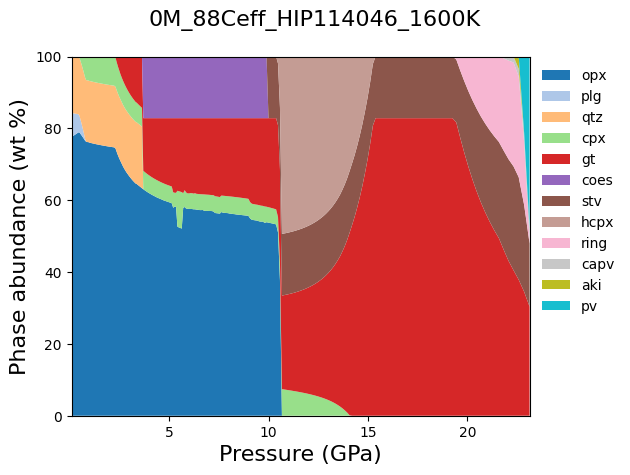 0M_88Ceff_HIP114046_1600K
Phase abundance (wt %)
100
80
60
40
20
0
5
10
15
20
Pressure (GPa)
opx
plg
qtz
cpx
gt
coes
stv
hcpx
ring
capv
aki
pv